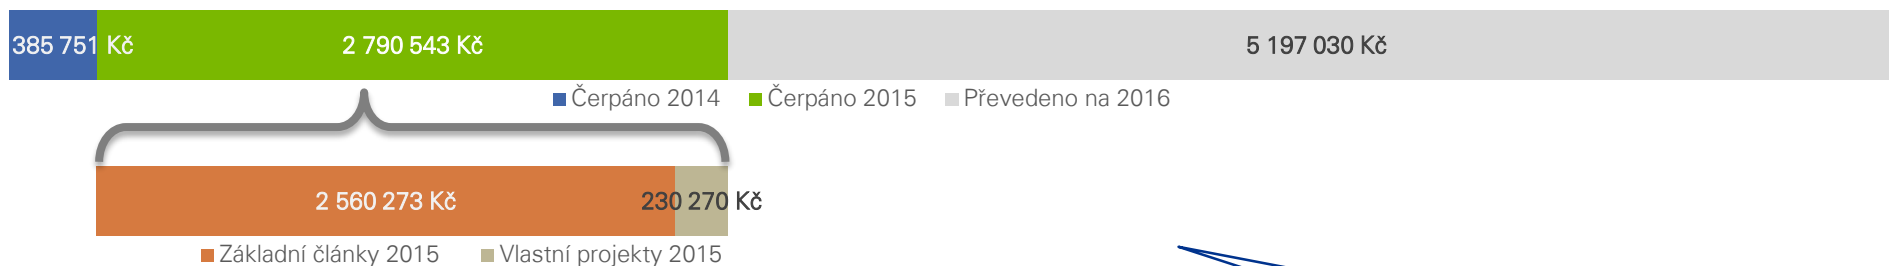 385 751 Kč 2 790 543 Kč 5 197 030 Kč
Čerpáno 2014 Čerpáno 2015 Převedeno na 2016
2 560 273 Kč 230 270 Kč
Základní články 2015 Vlastní projekty 2015